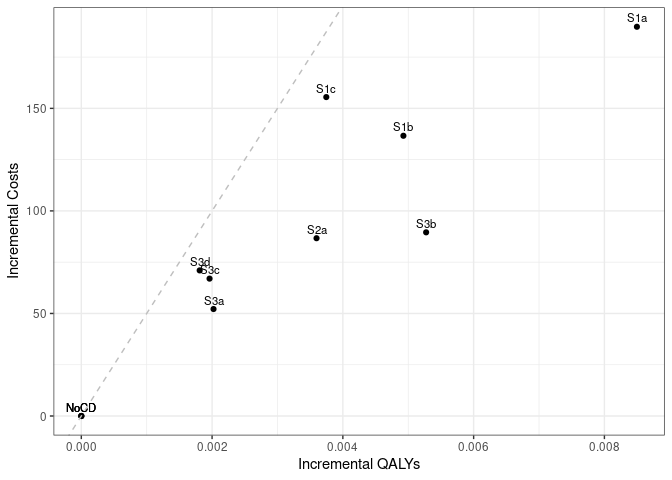 S1a
S1c
S1b
S3b
S2a
S3d
S3c
S3a
NoCD
150
100
50
0
0.000 0.002 0.004 0.006 0.008
Incremental QALYs
Incremental Costs